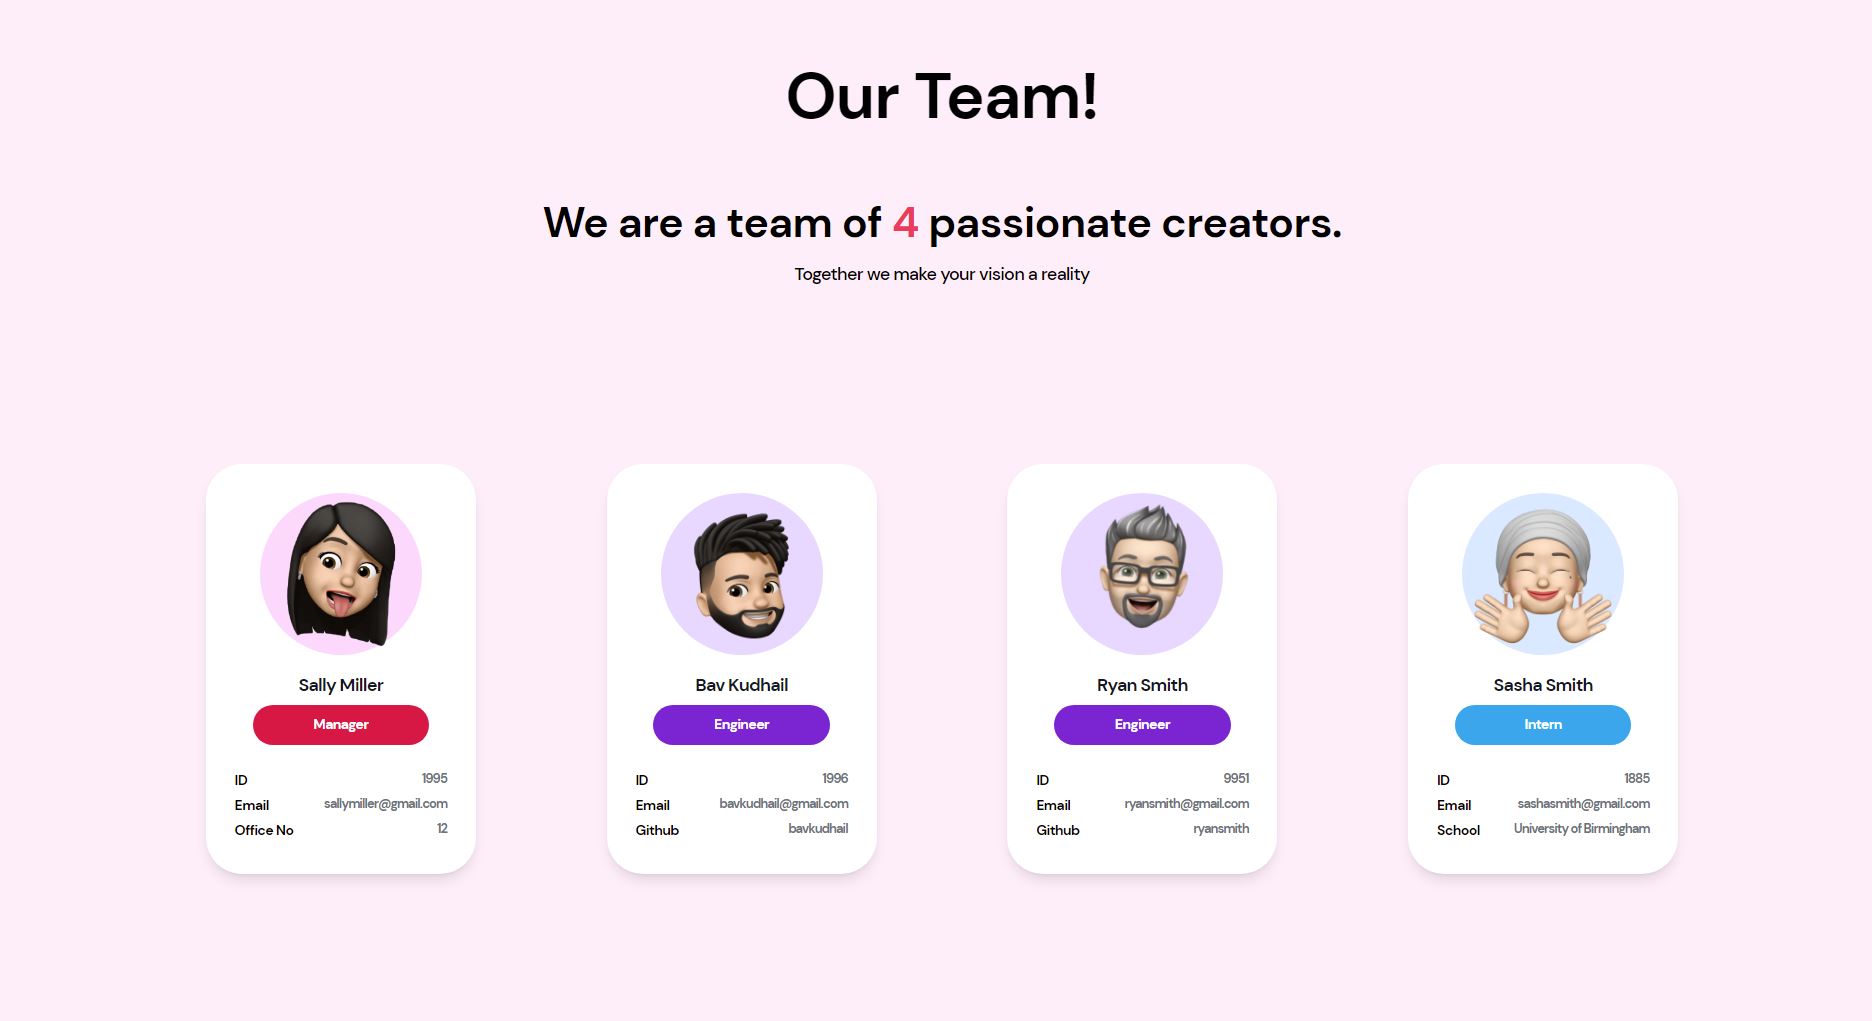 Our Team!
We are a team of 4 passionate creators.
Together we make your vision a reality
Sally Miller
Manager
ID 1995
Email sallymiller@gmail.com
Office No 12
Bav Kudhail
Engineer
ID 1996
Email bavkudhail@gmail.com
Github bavkudhail
Ryan Smith
Engineer
ID 9951
Email ryansmith@gmail.com
Github ryansmith
Sasha Smith
Intern
ID 1885
Email sashasmith@gmail.com
School University of Birmingham